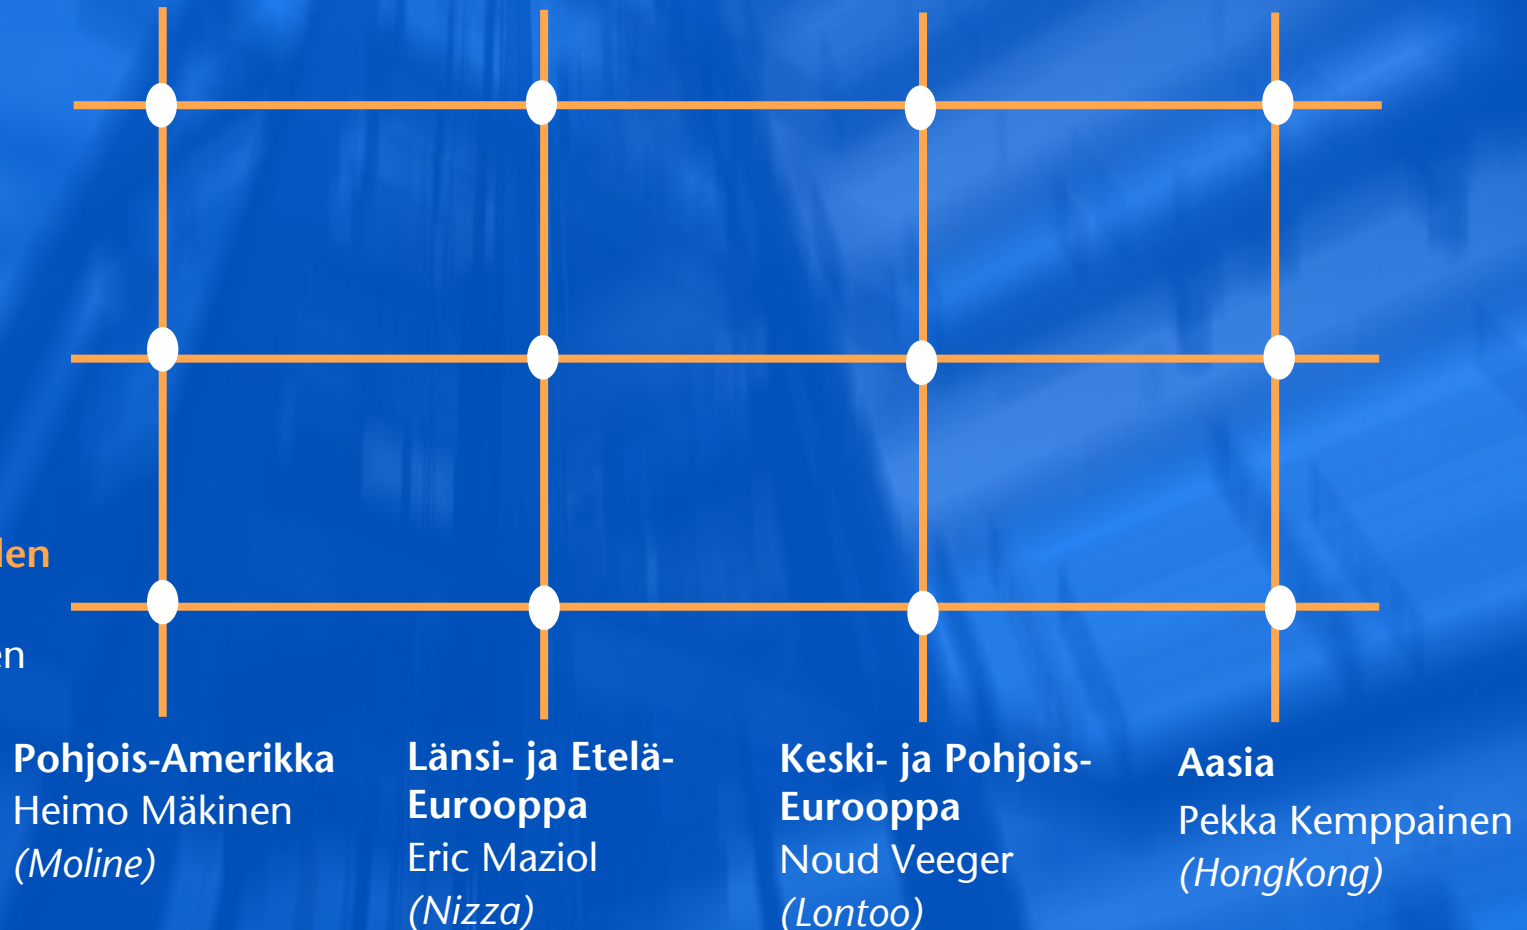 Pohjois-Amerikka
Heimo Mäkinen
(Moline)
Länsi- ja Etelä-
Eurooppa
Eric Maziol
(Nizza)
Keski- ja Pohjois-
Eurooppa
Noud Veeger
(Lontoo)
Aasia
Pekka Kemppainen
(HongKong)